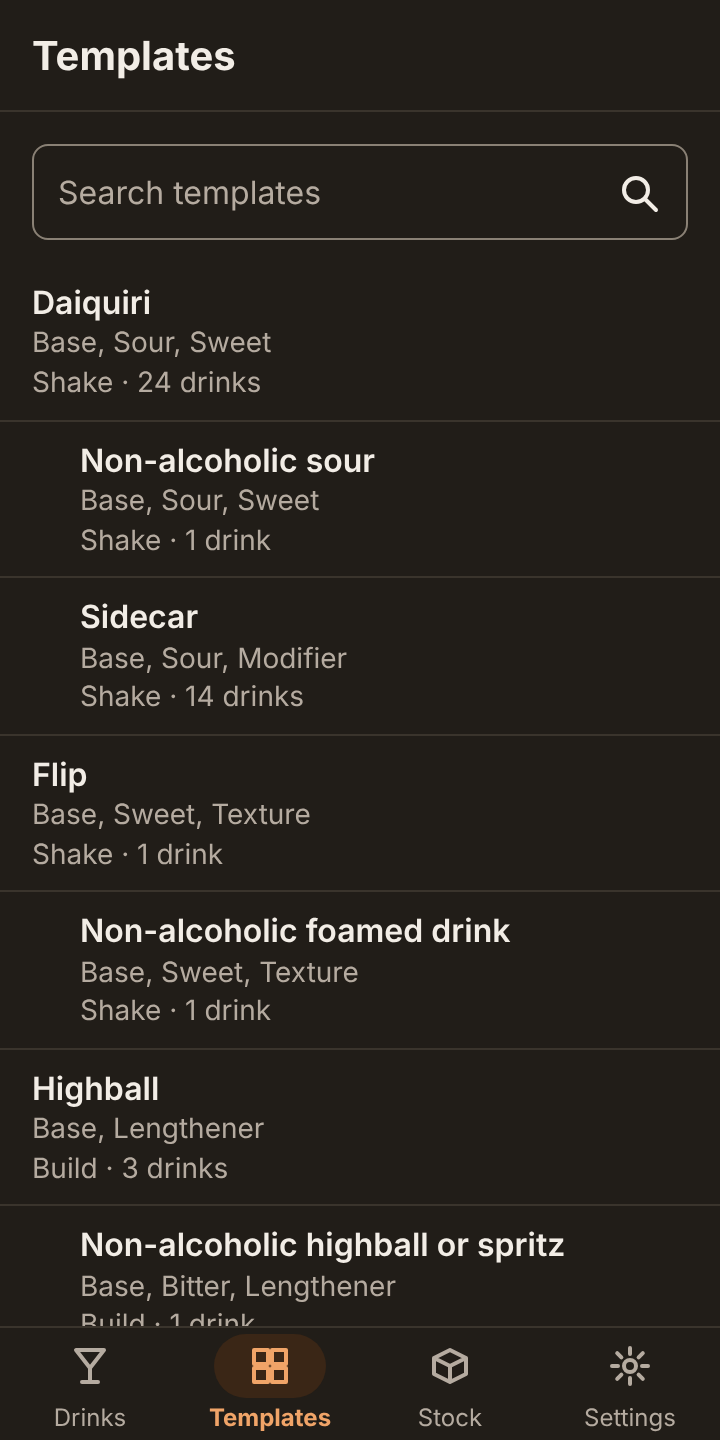 Templates
Search templates
Daiquiri
Base, Sour, Sweet
Shake · 24 drinks
Non-alcoholic sour
Base, Sour, Sweet
Shake · 1 drink
Sidecar
Base, Sour, Modifier
Shake · 14 drinks
Flip
Base, Sweet, Texture
Shake · 1 drink
Non-alcoholic foamed drink
Base, Sweet, Texture
Shake · 1 drink
Highball
Base, Lengthener
Build · 3 drinks
Non-alcoholic highball or spritz
Base, Bitter, Lengthener
Build · 1 drink
Drinks
Templates
Stock
Settings